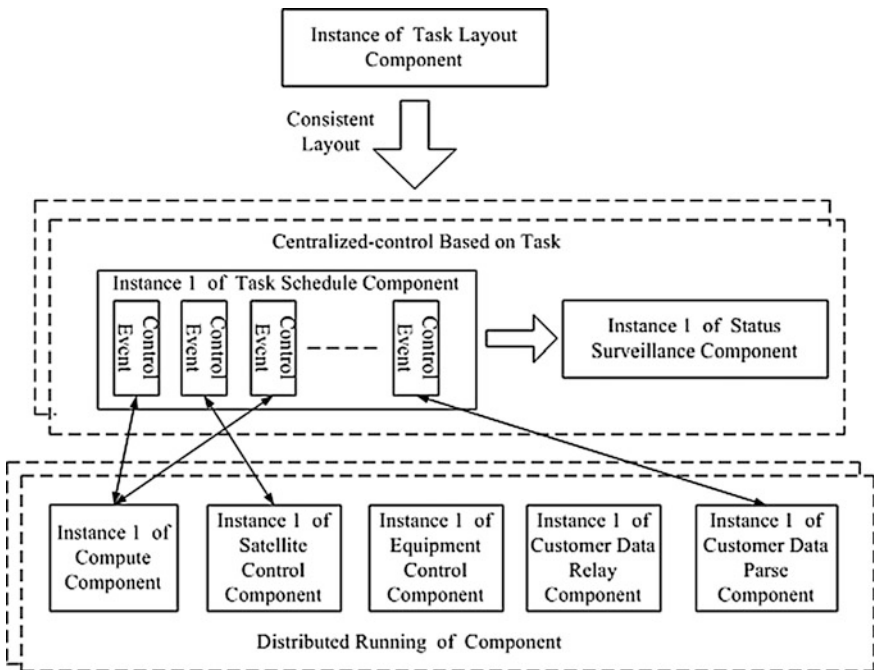 Instance of Task Layout
Component
Consistent
Layout
Centralized-control Based on Task
Instance 1 of Task Schedule Component
Control
Event
Control
Event
Control
Event
Control
Event
Instance 1 of Status
Surveillance Component
Instance 1 of
Compute
Component
Instance 1 of
Satellite
Control
Component
Instance 1 of
Equipment
Control
Component
Instance 1 of
Customer Data
Relay
Component
Instance 1 of
Customer Data
Parse
Component
Distributed Running of Component